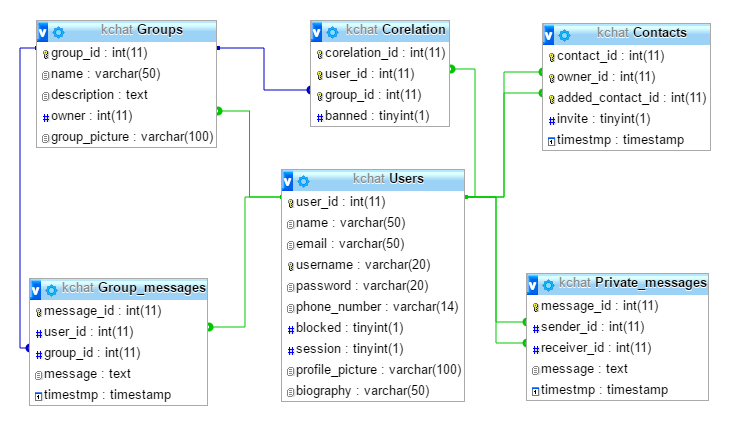 kchat Groups
group_id : int(11)
name : varchar(50)
description : text
owner : int(11)
group_picture : varchar(100)
kchat Corelation
corelation_id : int(11)
user_id : int(11)
group_id : int(11)
banned : tinyint(1)
kchat Contacts
contact_id : int(11)
owner_id : int(11)
added_contact_id : int(11)
invite : tinyint(1)
timestmp : timestamp
kchat Users
user_id : int(11)
name : varchar(50)
email : varchar(50)
username : varchar(20)
password : varchar(20)
phone_number : varchar(14)
blocked : tinyint(1)
session : tinyint(1)
profile_picture : varchar(100)
biography : varchar(50)
kchat Group_messages
message_id : int(11)
user_id : int(11)
group_id : int(11)
message : text
timestmp : timestamp
kchat Private_messages
message_id : int(11)
sender_id : int(11)
receiver_id : int(11)
message : text
timestmp : timestamp